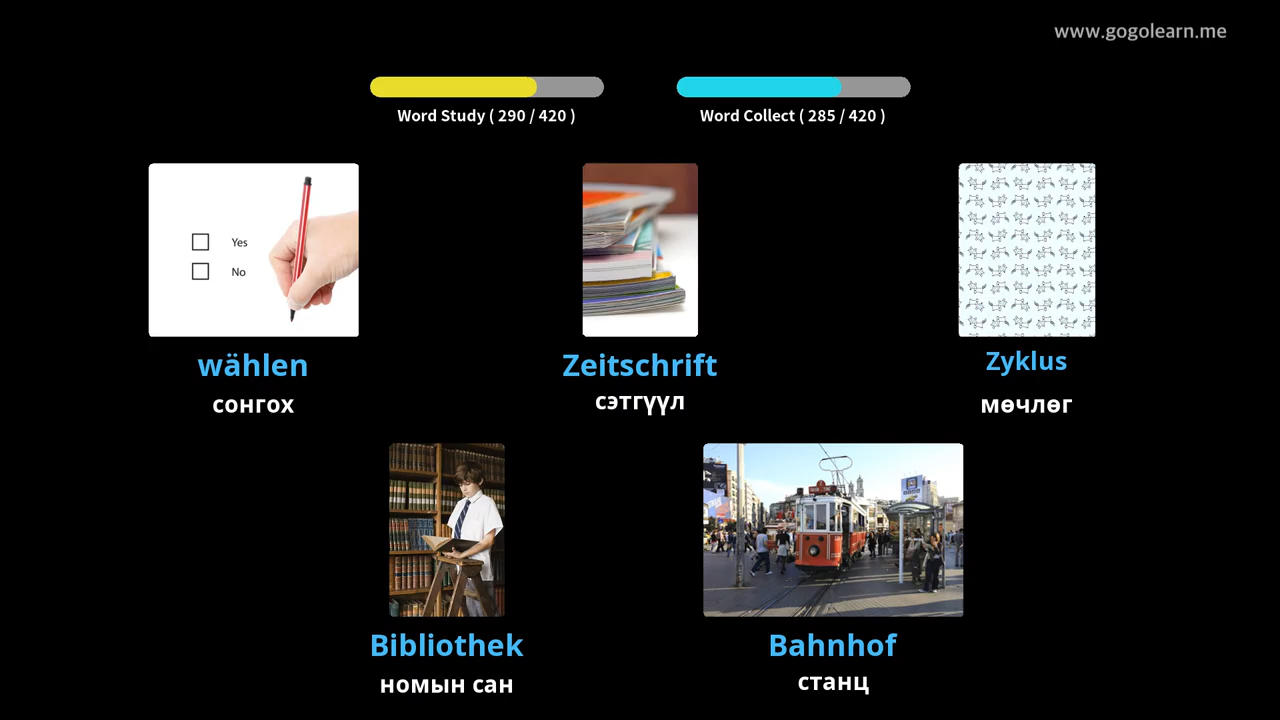 www.gogolearn.me
Word Study ( 290 / 420 )
Word Collect ( 285 / 420 )
Yes
No
wählen
сонгох
Zeitschrift
сэтгүүл
Zyklus
мөчлөг
Bibliothek
номын сан
Bahnhof
станц